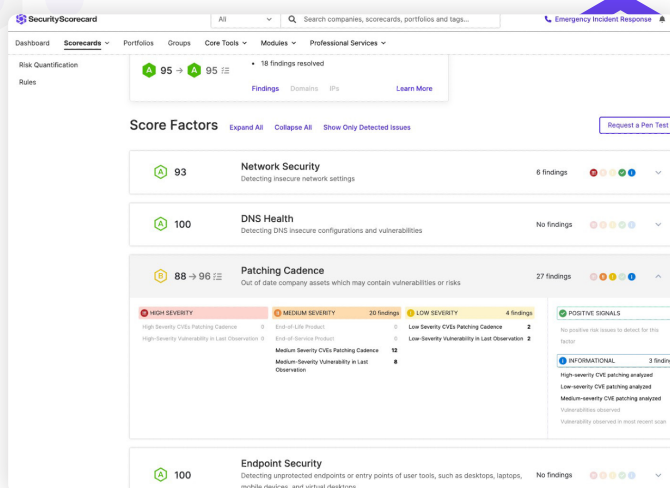 SecurityScorecard
All
Search companies, scorecards, portfolios and tags...
Emergency Incident Response
Dashboard
Scorecards
Portfolios
Groups
Core Tools
Modules
Professional Services
Risk Quantification
Rules
A 95 → A 95
• 18 findings resolved
Findings Domains IPs
Learn More
Score Factors
Expand All
Collapse All
Show Only Detected Issues
Request a Pen Test
A 93
Network Security
Detecting insecure network settings
6 findings
A 100
DNS Health
Detecting DNS insecure configurations and vulnerabilities
No findings
B 88 → 96
Patching Cadence
Out of date company assets which may contain vulnerabilities or risks
27 findings
HIGH SEVERITY
High Severity CVEs Patching Cadence 0
High-Severity Vulnerability in Last Observation 0
MEDIUM SEVERITY 20 findings
End-of-Life Product 0
End-of-Service Product 0
Medium Severity CVEs Patching Cadence 12
Medium-Severity Vulnerability in Last 8
Observation
LOW SEVERITY 4 findings
Low Severity CVEs Patching Cadence 2
Low-Severity Vulnerability in Last Observation 2
POSITIVE SIGNALS
No positive risk issues to detect for this
factor
INFORMATIONAL 3 findin
High-severity CVE patching analyzed
Low-severity CVE patching analyzed
Medium-severity CVE patching analyzed
Vulnerabilities observed
Vulnerability observed in most recent scan
A 100
Endpoint Security
Detecting unprotected endpoints or entry points of user tools, such as desktops, laptops,
mobile devices, and virtual desktops
No findings